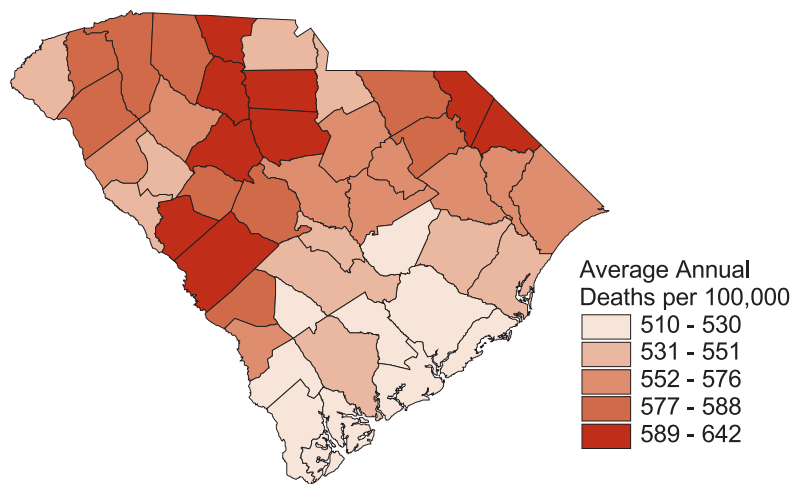 Average Annual
Deaths per 100,000
510 - 530
531 - 551
552 - 576
577 - 588
589 - 642